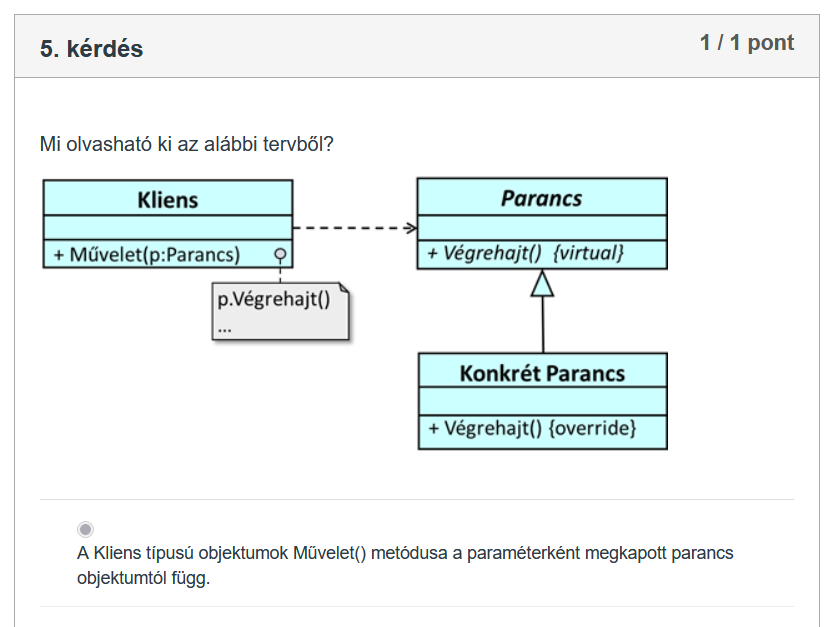 5. kérdés
1 / 1 pont
Mi olvasható ki az alábbi tervből?
Kliens
+ Művelet(p:Parancs)
p.Végrehajt()
...
Parancs
+ Végrehajt() {virtual}
Konkrét Parancs
+ Végrehajt() {override}
A Kliens típusú objektumok Művelet() metódusa a paraméterként megkapott parancs
objektumtól függ.